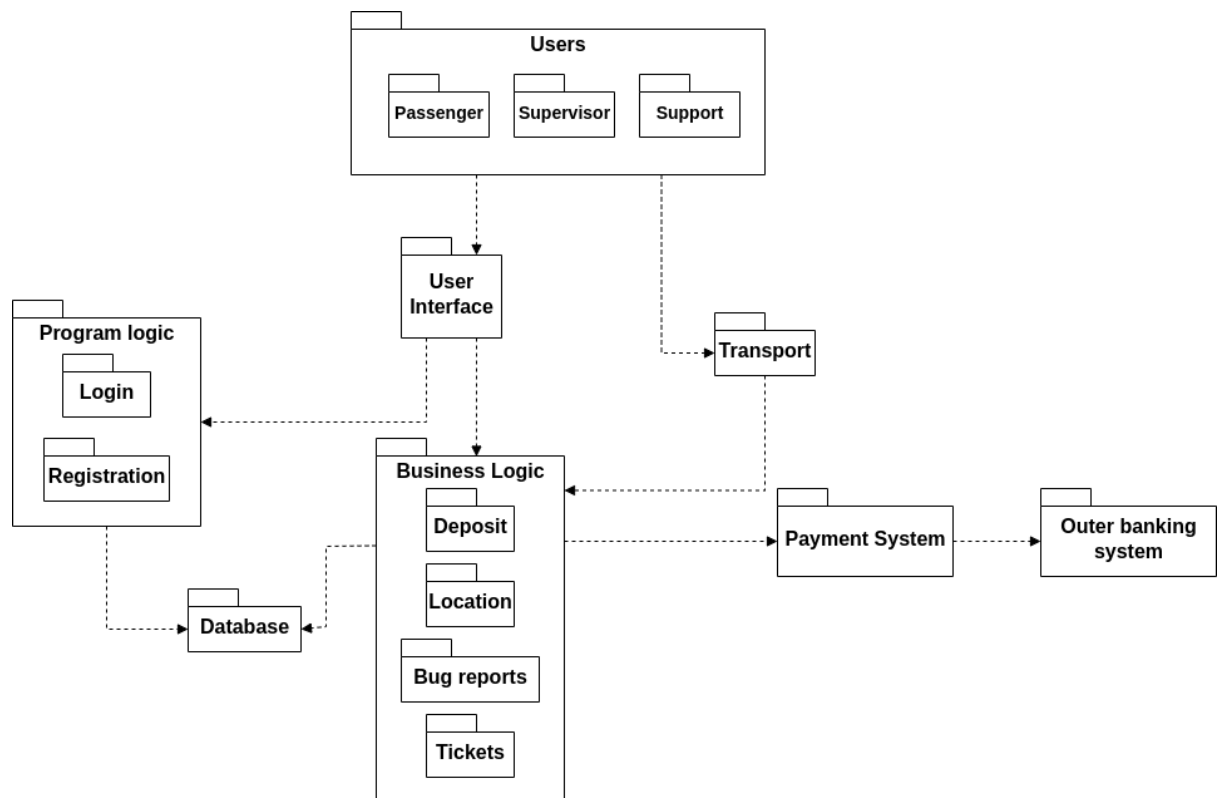 Users
Passenger
Supervisor
Support
User
Interface
Program logic
Login
Registration
Transport
Business Logic
Deposit
Location
Bug reports
Tickets
Payment System
Outer banking
system
Database